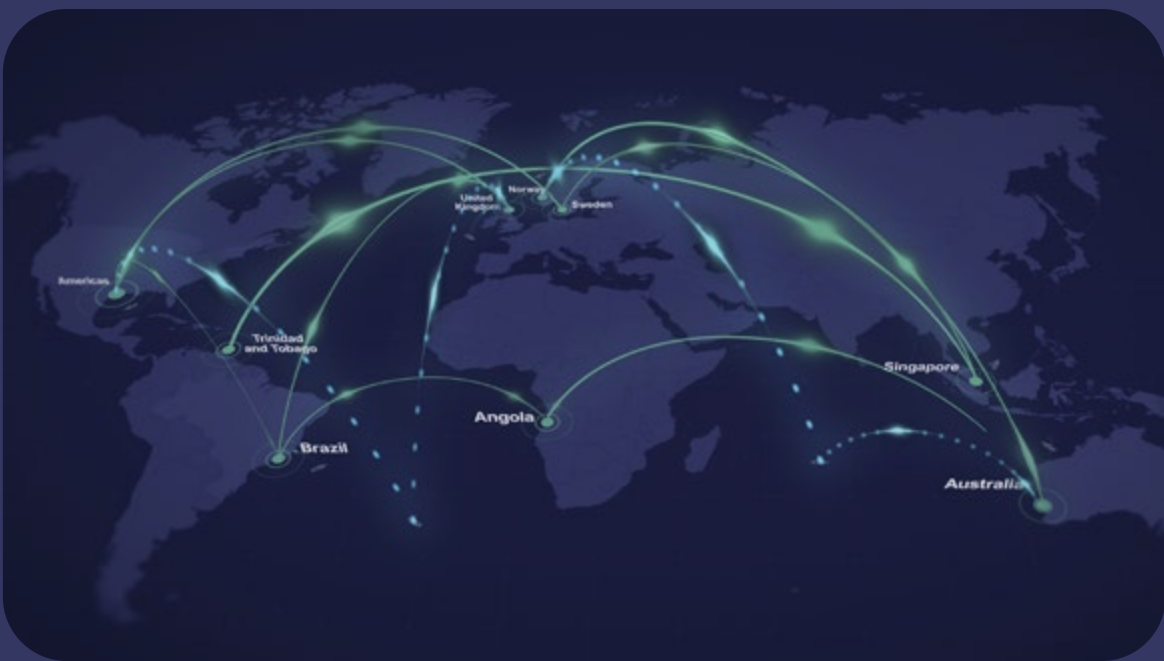 Norway
United
Kingdom
Sweden
Americas
Trinidad
and Tobago
Singapore
Angola
Brazil
Australia